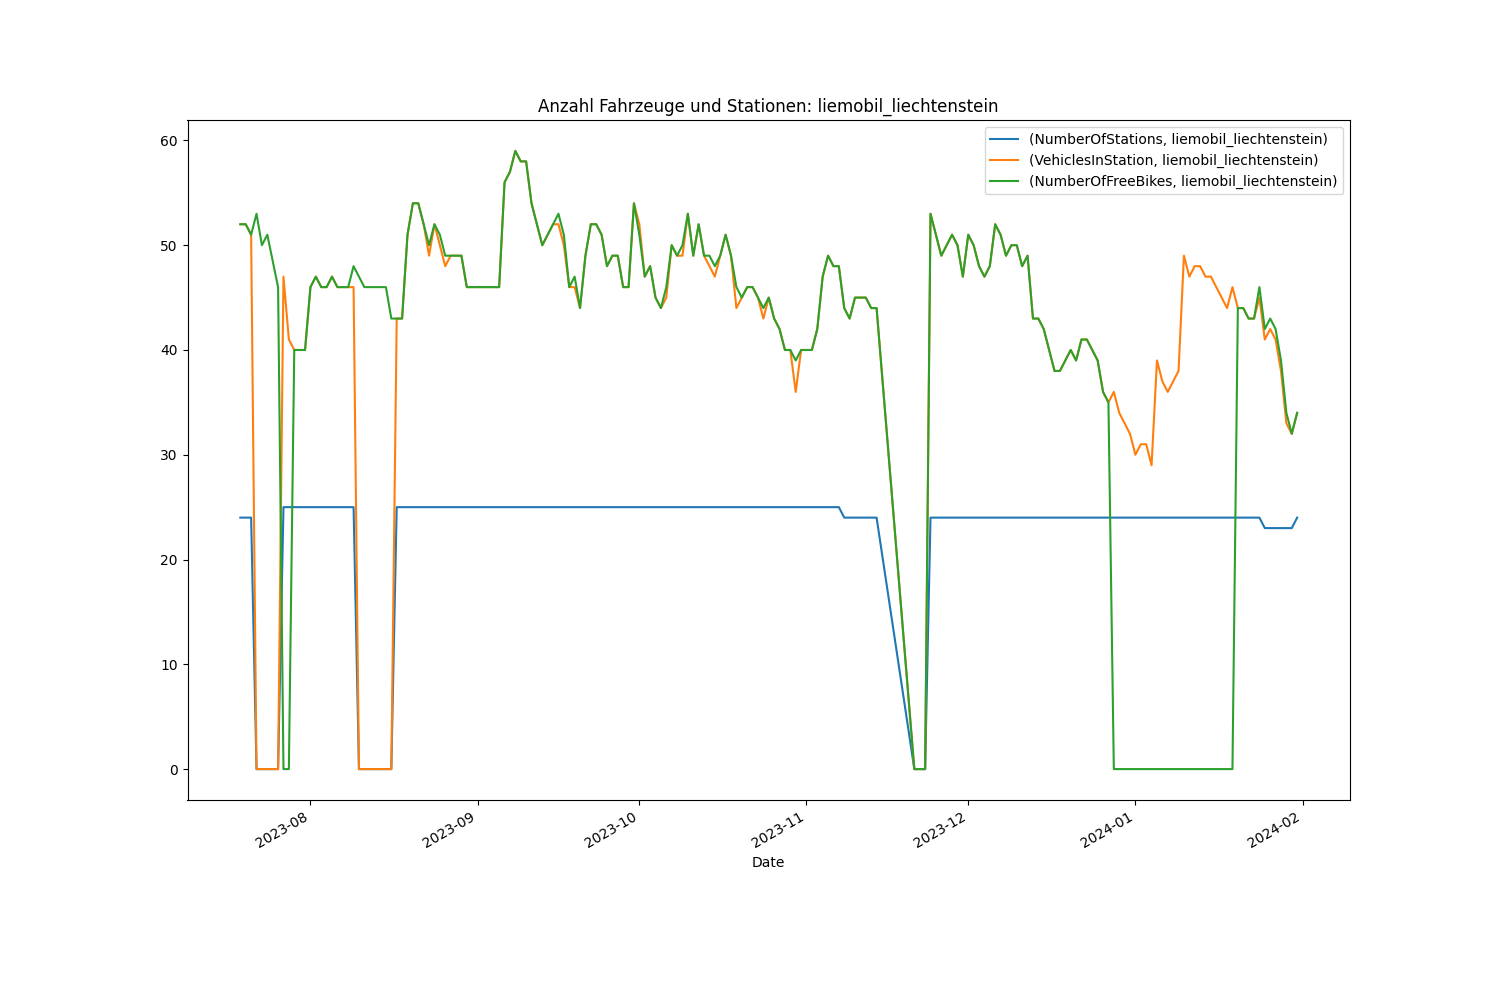 Anzahl Fahrzeuge und Stationen: liemobil_liechtenstein
(NumberOfStations, liemobil_liechtenstein)
(VehiclesInStation, liemobil_liechtenstein)
(NumberOfFreeBikes, liemobil_liechtenstein)
60
50
40
30
20
10
0
2023-08
2023-09
2023-10
2023-11
2023-12
2024-01
2024-02
Date